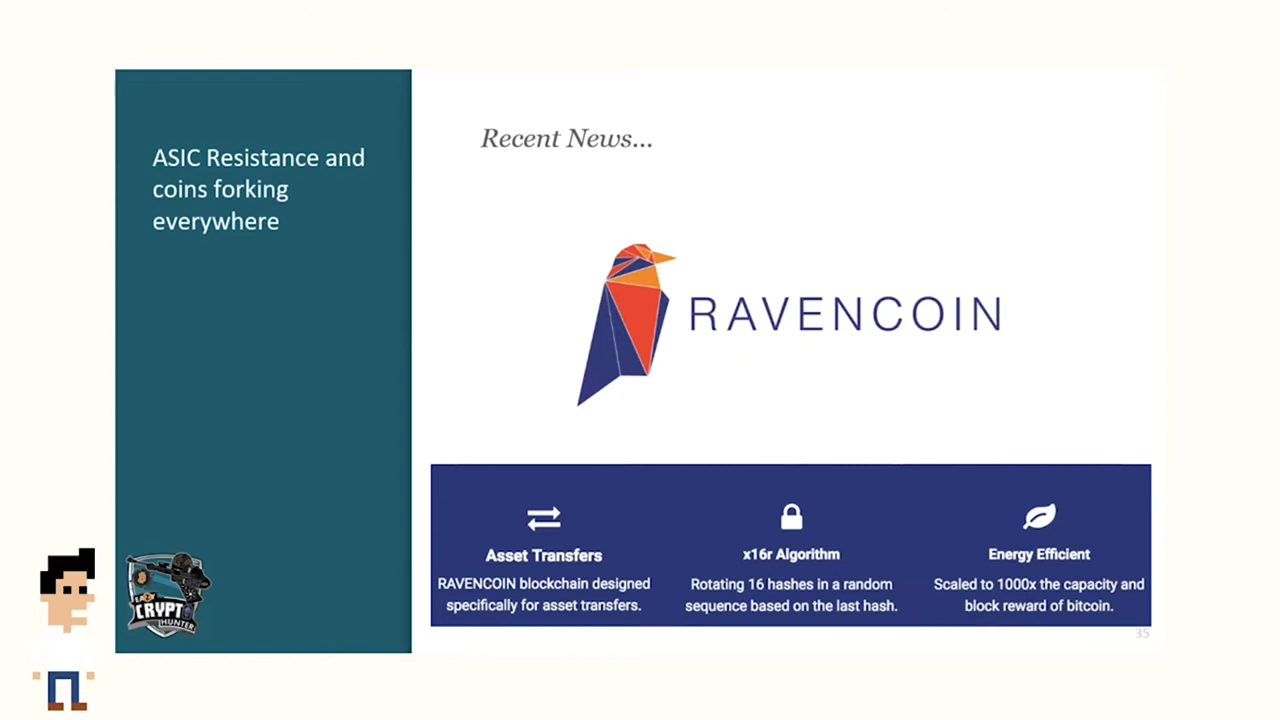 ASIC Resistance and
coins forking
everywhere
Recent News...
RAVENCOIN
Asset Transfers
RAVENCOIN blockchain designed
specifically for asset transfers.
x16r Algorithm
Rotating 16 hashes in a random
sequence based on the last hash.
Energy Efficient
Scaled to 1000x the capacity and
block reward of bitcoin.
CRYPT
HUNTER
35